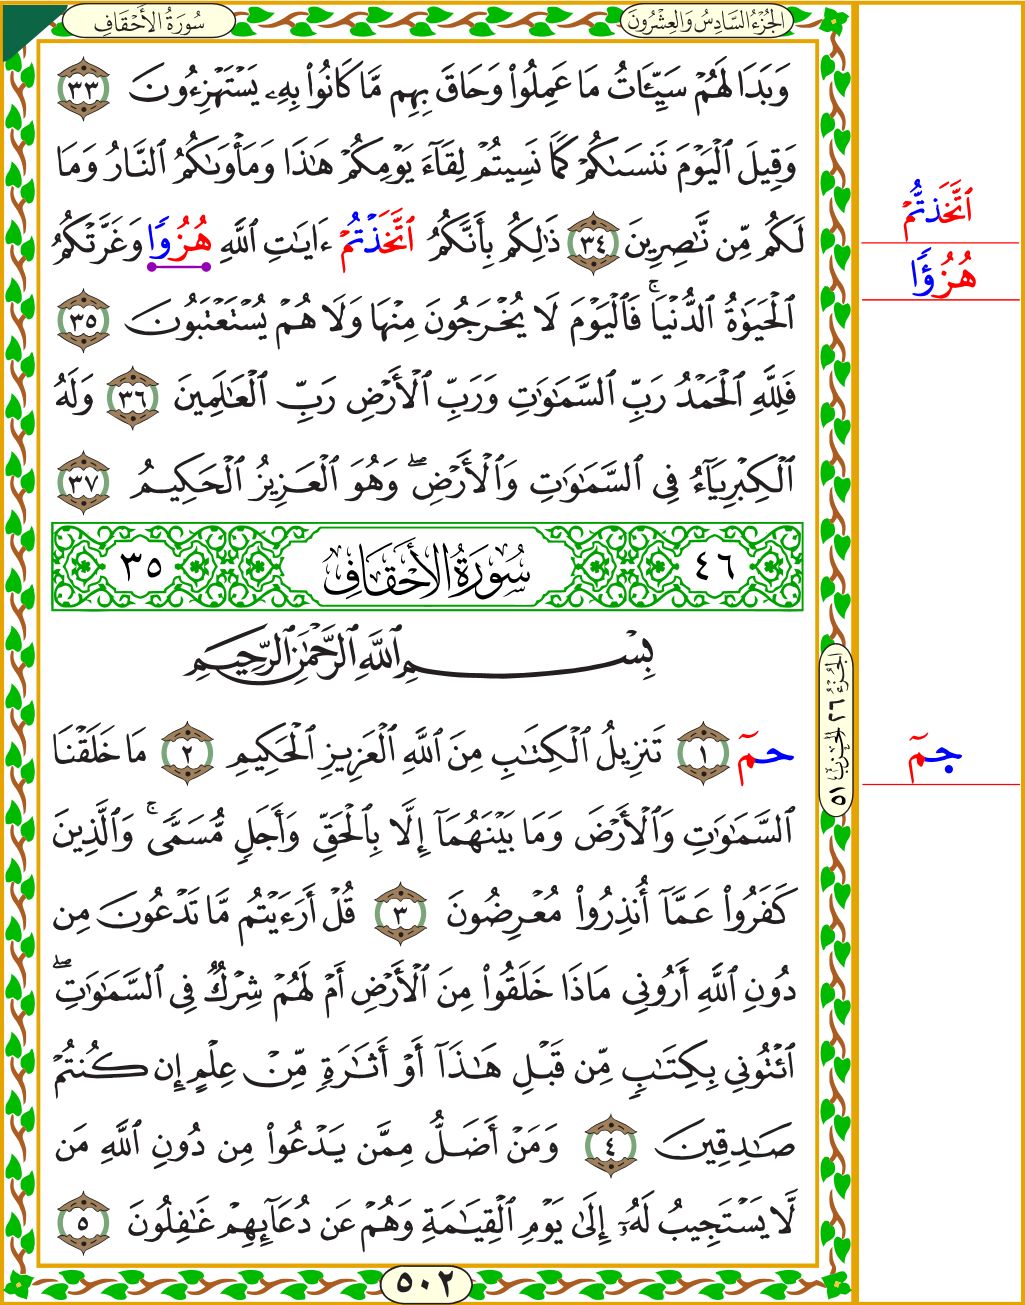 سُورَةُ الأَحْقَافِ
الجُزْءُ السَّادِسُ وَالعِشْرُونَ
وَبَدَا لَهُمْ سَيِّـَٔاتُ مَا عَمِلُوا۟ وَحَاقَ بِهِم مَّا كَانُوا۟ بِهِۦ يَسْتَهْزِءُونَ ٣٣
وَقِيلَ ٱلْيَوْمَ نَنسَىٰكُمْ كَمَا نَسِيتُمْ لِقَآءَ يَوْمِكُمْ هَـٰذَا وَمَأْوَىٰكُمُ ٱلنَّارُ وَمَا
لَكُم مِّن نَّـٰصِرِينَ ٣٤ ذَٰلِكُم بِأَنَّكُمُ ٱتَّخَذْتُمْ ءَايَـٰتِ ٱللَّهِ هُزُوًا وَغَرَّتْكُمُ
ٱلْحَيَوٰةُ ٱلدُّنْيَا ۚ فَٱلْيَوْمَ لَا يُخْرَجُونَ مِنْهَا وَلَا هُمْ يُسْتَعْتَبُونَ ٣٥
فَلِلَّهِ ٱلْحَمْدُ رَبِّ ٱلسَّمَـٰوَٰتِ وَرَبِّ ٱلْأَرْضِ رَبِّ ٱلْعَـٰلَمِينَ ٣٦ وَلَهُ
ٱلْكِبْرِيَآءُ فِى ٱلسَّمَـٰوَٰتِ وَٱلْأَرْضِ ۖ وَهُوَ ٱلْعَزِيزُ ٱلْحَكِيمُ ٣٧
٤٦ سُورَةُ الأَحْقَافِ ٣٥
بِسْمِ ٱللَّهِ ٱلرَّحْمَـٰنِ ٱلرَّحِيمِ
حمٓ ١ تَنزِيلُ ٱلْكِتَـٰبِ مِنَ ٱللَّهِ ٱلْعَزِيزِ ٱلْحَكِيمِ ٢ مَا خَلَقْنَا
ٱلسَّمَـٰوَٰتِ وَٱلْأَرْضَ وَمَا بَيْنَهُمَآ إِلَّا بِٱلْحَقِّ وَأَجَلٍ مُّسَمًّى ۚ وَٱلَّذِينَ
كَفَرُوا۟ عَمَّآ أُنذِرُوا۟ مُعْرِضُونَ ٣ قُلْ أَرَءَيْتُم مَّا تَدْعُونَ مِن
دُونِ ٱللَّهِ أَرُونِى مَاذَا خَلَقُوا۟ مِنَ ٱلْأَرْضِ أَمْ لَهُمْ شِرْكٌ فِى ٱلسَّمَـٰوَٰتِ ۖ
ٱئْتُونِى بِكِتَـٰبٍ مِّن قَبْلِ هَـٰذَآ أَوْ أَثَـٰرَةٍ مِّنْ عِلْمٍ إِن كُنتُمْ
صَـٰدِقِينَ ٤ وَمَنْ أَضَلُّ مِمَّن يَدْعُوا۟ مِن دُونِ ٱللَّهِ مَن
لَّا يَسْتَجِيبُ لَهُۥٓ إِلَىٰ يَوْمِ ٱلْقِيَـٰمَةِ وَهُمْ عَن دُعَآئِهِمْ غَـٰفِلُونَ ٥
٥٠٢
ٱتَّخَذتُّمْ
هُزُؤًا
حمٓ
الجُزْءُ ٢٦ الحِزْبُ ٥١